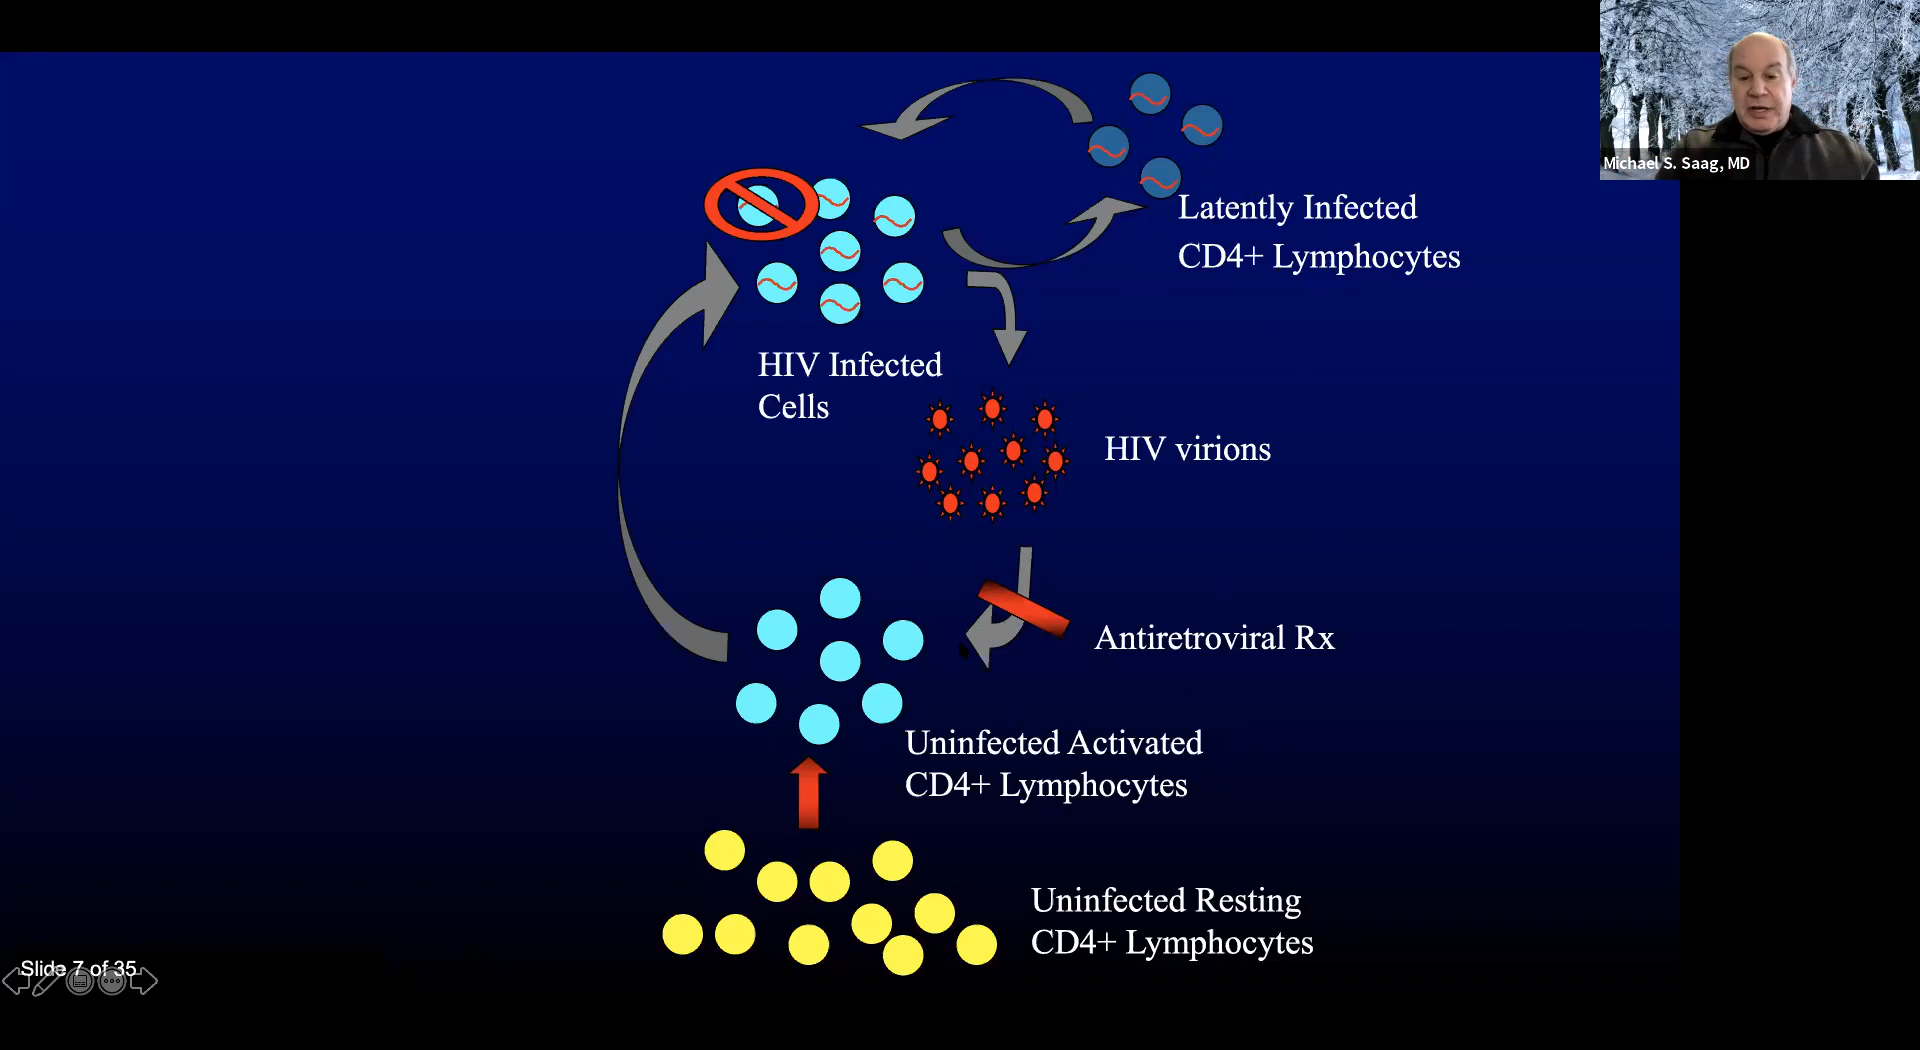 Michael S. Saag, MD
Latently Infected
CD4+ Lymphocytes
HIV Infected
Cells
HIV virions
Antiretroviral Rx
Uninfected Activated
CD4+ Lymphocytes
Uninfected Resting
CD4+ Lymphocytes
Slide 7 of 35